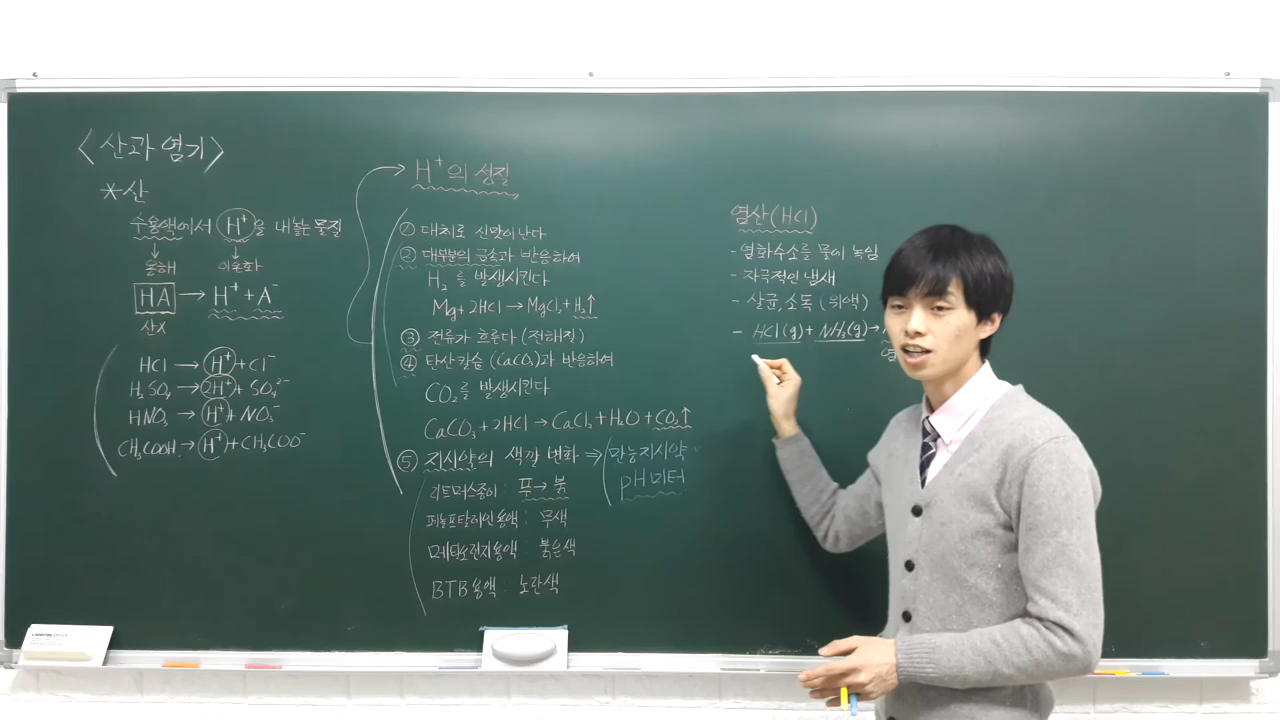 <산과 염기>
*산
수용액에서 H⁺을 내놓는 물질
↓ ↓
용해 이온화
HA → H⁺ + A⁻
산X
HCl → H⁺ + Cl⁻
H₂SO₄ → 2H⁺ + SO₄²⁻
HNO₃ → H⁺ + NO₃⁻
CH₃COOH → H⁺ + CH₃COO⁻
H⁺의 성질
① 대체로 신맛이 난다
② 대부분의 금속과 반응하여
H₂를 발생시킨다
Mg + 2HCl → MgCl₂ + H₂↑
③ 전류가 흐른다 (전해질)
④ 탄산칼슘 (CaCO₃)과 반응하여
CO₂를 발생시킨다
CaCO₃ + 2HCl → CaCl₂ + H₂O + CO₂↑
⑤ 지시약의 색깔 변화 ⇒ 만능지시약
pH미터
리트머스종이 : 푸 → 붉
페놀프탈레인용액 : 무색
메틸오렌지용액 : 붉은색
BTB용액 : 노란색
염산 (HCl)
- 염화수소를 물에 녹임
- 자극적인 냄새
- 살균, 소독 (위액)
- HCl(g) + NH₃(g) →
염